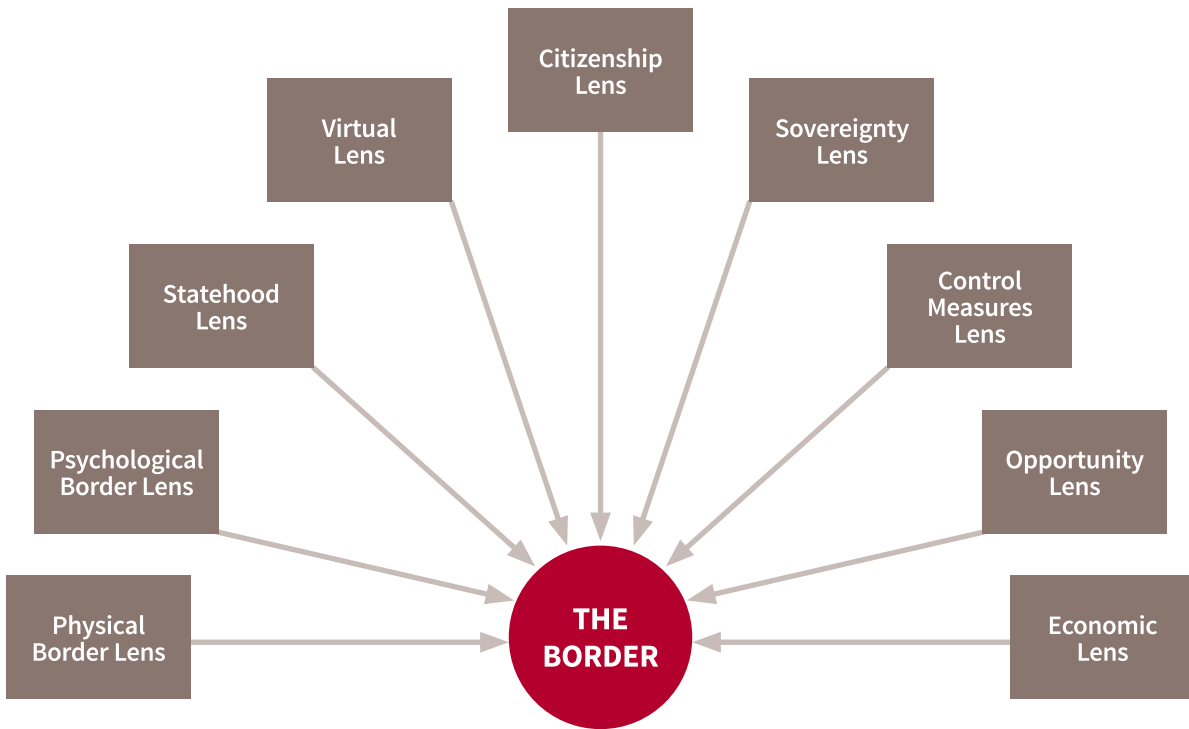 Citizenship
Lens
Virtual
Lens
Sovereignty
Lens
Statehood
Lens
Control
Measures
Lens
Psychological
Border Lens
Opportunity
Lens
Physical
Border Lens
THE
BORDER
Economic
Lens